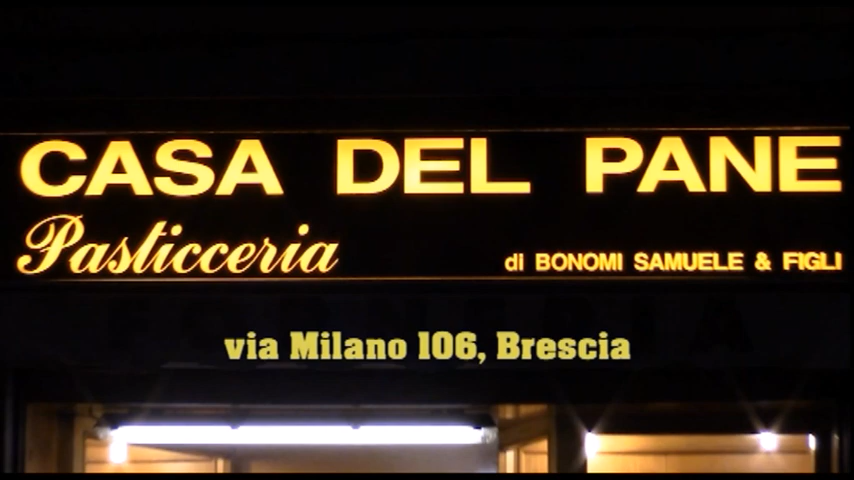 CASA DEL PANE
Pasticceria di BONOMI SAMUELE & FIGLI
via Milano 106, Brescia